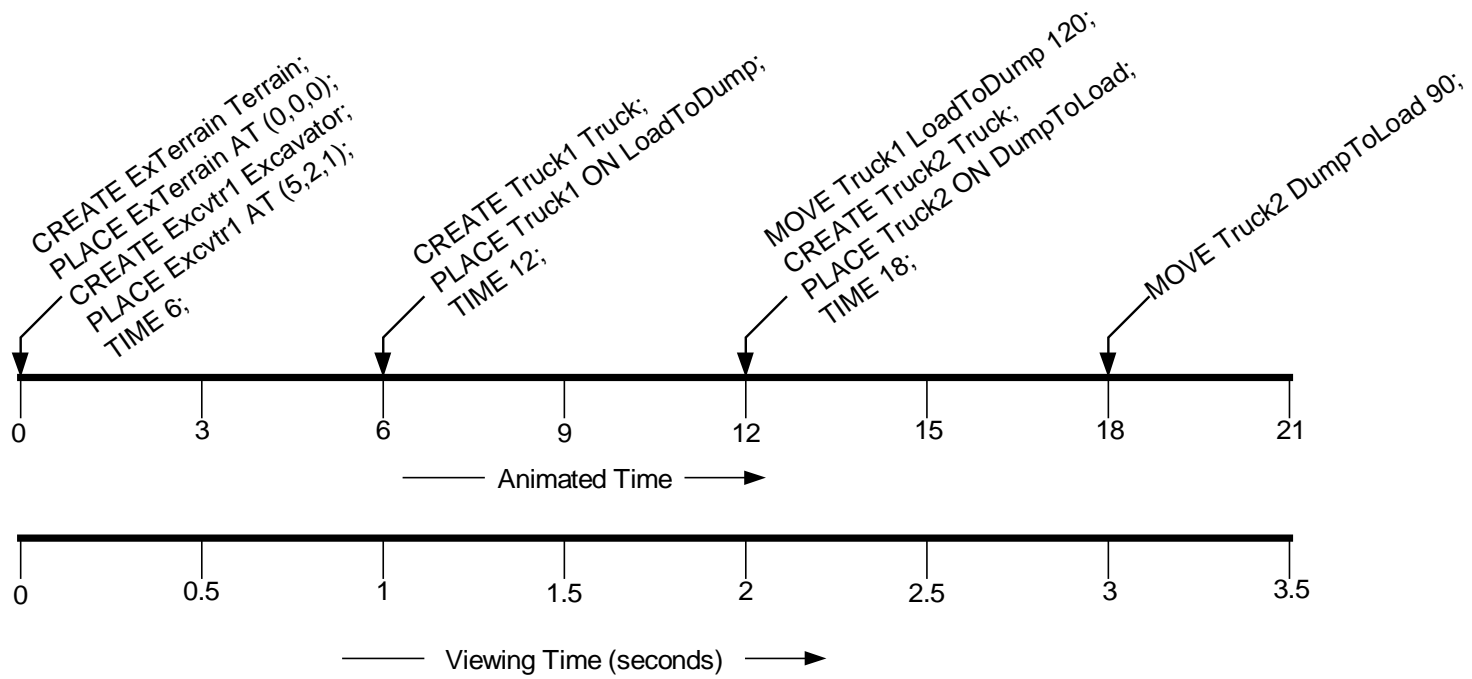 CREATE ExTerrain Terrain;
PLACE ExTerrain AT (0,0,0);
CREATE Excvtr1 Excavator;
PLACE Excvtr1 AT (5,2,1);
TIME 6;
CREATE Truck1 Truck;
PLACE Truck1 ON LoadToDump;
TIME 12;
MOVE Truck1 LoadToDump 120;
CREATE Truck2 Truck;
PLACE Truck2 ON DumpToLoad;
TIME 18;
MOVE Truck2 DumpToLoad 90;
0 3 6 9 12 15 18 21
Animated Time
0 0.5 1 1.5 2 2.5 3 3.5
Viewing Time (seconds)